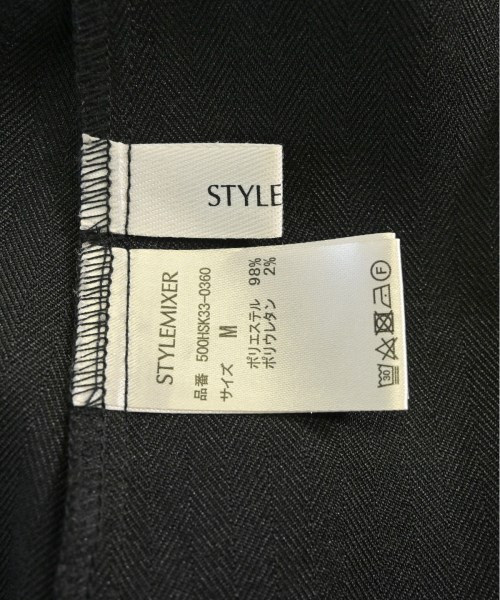 STYLE
STYLEMIXER
品番 500HSK33-0360
サイズ M
ポリエステル 98%
ポリウレタン 2%
30 F